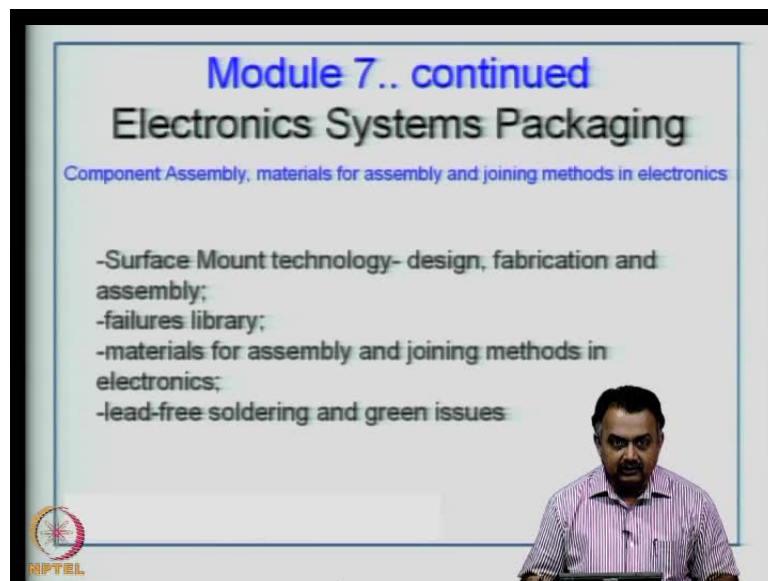 Module 7.. continued
Electronics Systems Packaging
Component Assembly, materials for assembly and joining methods in electronics
-Surface Mount technology- design, fabrication and
assembly;
-failures library;
-materials for assembly and joining methods in
electronics;
-lead-free soldering and green issues
NPTEL